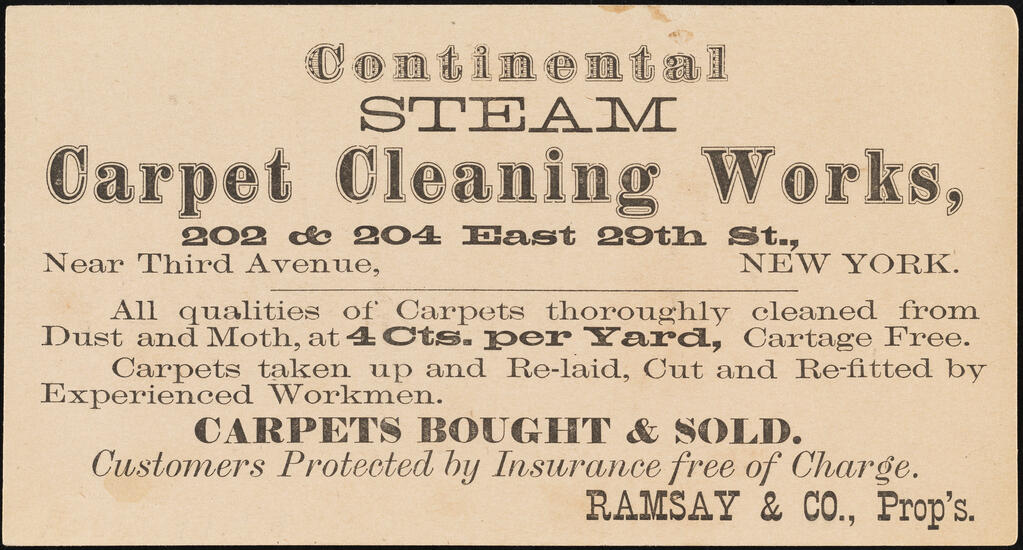 Continental
STEAM
Carpet Cleaning Works,
202 & 204 East 29th St.,
Near Third Avenue, NEW YORK.
All qualities of Carpets thoroughly cleaned from
Dust and Moth, at 4 Cts. per Yard, Cartage Free.
Carpets taken up and Re-laid, Cut and Re-fitted by
Experienced Workmen.
CARPETS BOUGHT & SOLD.
Customers Protected by Insurance free of Charge.
RAMSAY & CO., Prop's.